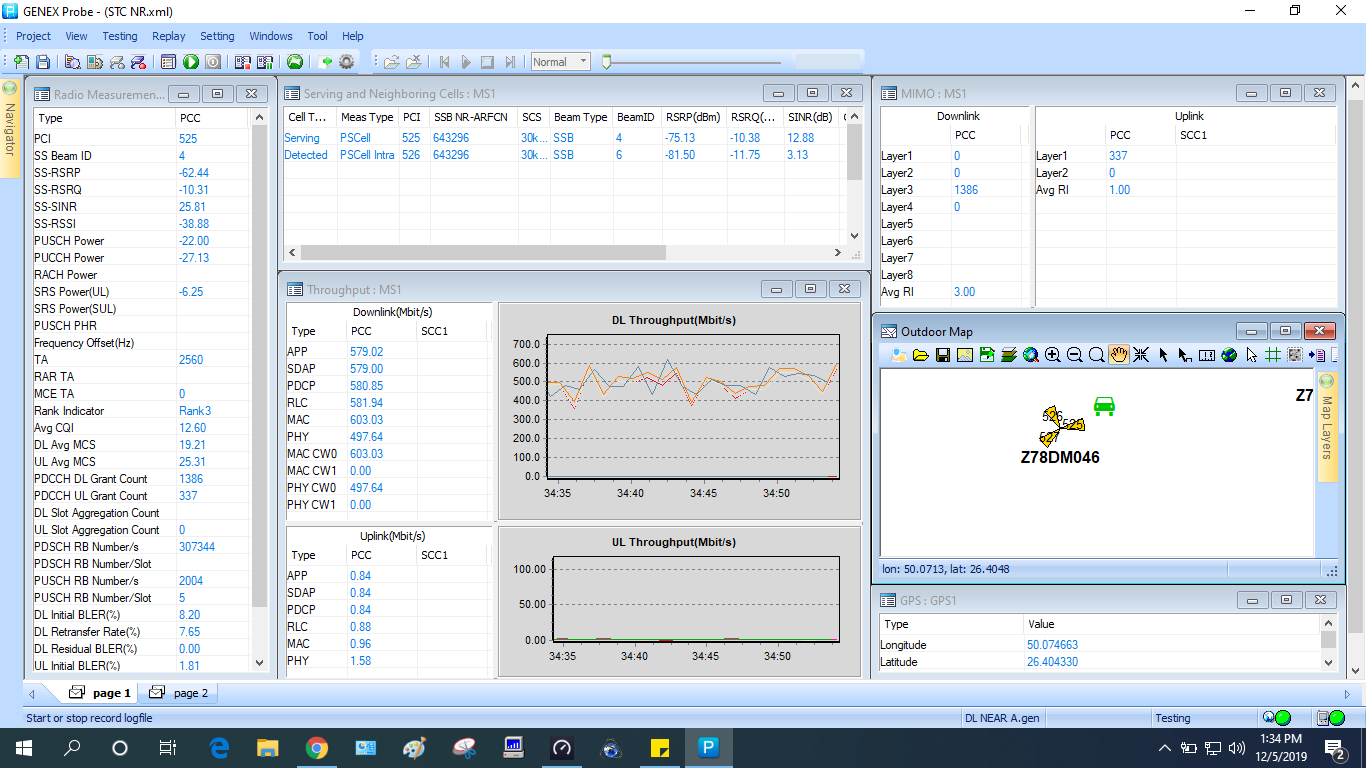 GENEX Probe - (STC NR.xml)
Project View Testing Replay Setting Windows Tool Help
Normal
Navigator
Radio Measuremen...
Type PCC
PCI 525
SS Beam ID 4
SS-RSRP -62.44
SS-RSRQ -10.31
SS-SINR 25.81
SS-RSSI -38.88
PUSCH Power -22.00
PUCCH Power -27.13
RACH Power
SRS Power(UL) -6.25
SRS Power(SUL)
PUSCH PHR
Frequency Offset(Hz)
TA 2560
RAR TA
MCE TA 0
Rank Indicator Rank3
Avg CQI 12.60
DL Avg MCS 19.21
UL Avg MCS 25.31
PDCCH DL Grant Count 1386
PDCCH UL Grant Count 337
DL Slot Aggregation Count
UL Slot Aggregation Count 0
PDSCH RB Number/s 307344
PDSCH RB Number/Slot
PUSCH RB Number/s 2004
PUSCH RB Number/Slot 5
DL Initial BLER(%) 8.20
DL Retransfer Rate(%) 7.65
DL Residual BLER(%) 0.00
UL Initial BLER(%) 1.81
Serving and Neighboring Cells : MS1
Cell T... Meas Type PCI SSB NR-ARFCN SCS Beam Type BeamID RSRP(dBm) RSRQ(... SINR(dB)
Serving PSCell 525 643296 30k... SSB 4 -75.13 -10.38 12.88
Detected PSCell Intra 526 643296 30k... SSB 6 -81.50 -11.75 3.13
Throughput : MS1
Downlink(Mbit/s)
Type PCC SCC1
APP 579.02
SDAP 579.00
PDCP 580.85
RLC 581.94
MAC 603.03
PHY 497.64
MAC CW0 603.03
MAC CW1 0.00
PHY CW0 497.64
PHY CW1 0.00
DL Throughput(Mbit/s)
700.0
600.0
500.0
400.0
300.0
200.0
100.0
0.0
34:35 34:40 34:45 34:50
Uplink(Mbit/s)
Type PCC SCC1
APP 0.84
SDAP 0.84
PDCP 0.84
RLC 0.88
MAC 0.96
PHY 1.58
UL Throughput(Mbit/s)
100.00
50.00
0.00
34:35 34:40 34:45 34:50
MIMO : MS1
Downlink
PCC
Layer1 0
Layer2 0
Layer3 1386
Layer4 0
Layer5
Layer6
Layer7
Layer8
Avg RI 3.00
Uplink
PCC SCC1
Layer1 337
Layer2 0
Avg RI 1.00
Outdoor Map
Z7
526
525
527
Z78DM046
Map Layers
lon: 50.0713, lat: 26.4048
GPS : GPS1
Type Value
Longitude 50.074663
Latitude 26.404330
page 1 page 2
Start or stop record logfile
DL NEAR A.gen
Testing
1:34 PM
12/5/2019
2